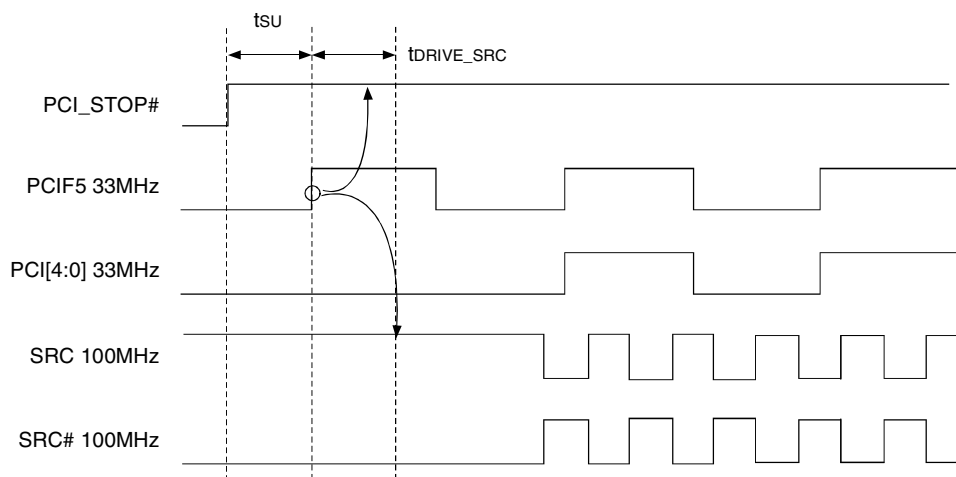 tSU
tDRIVE_SRC
PCI_STOP#
PCIF5 33MHz
PCI[4:0] 33MHz
SRC 100MHz
SRC# 100MHz